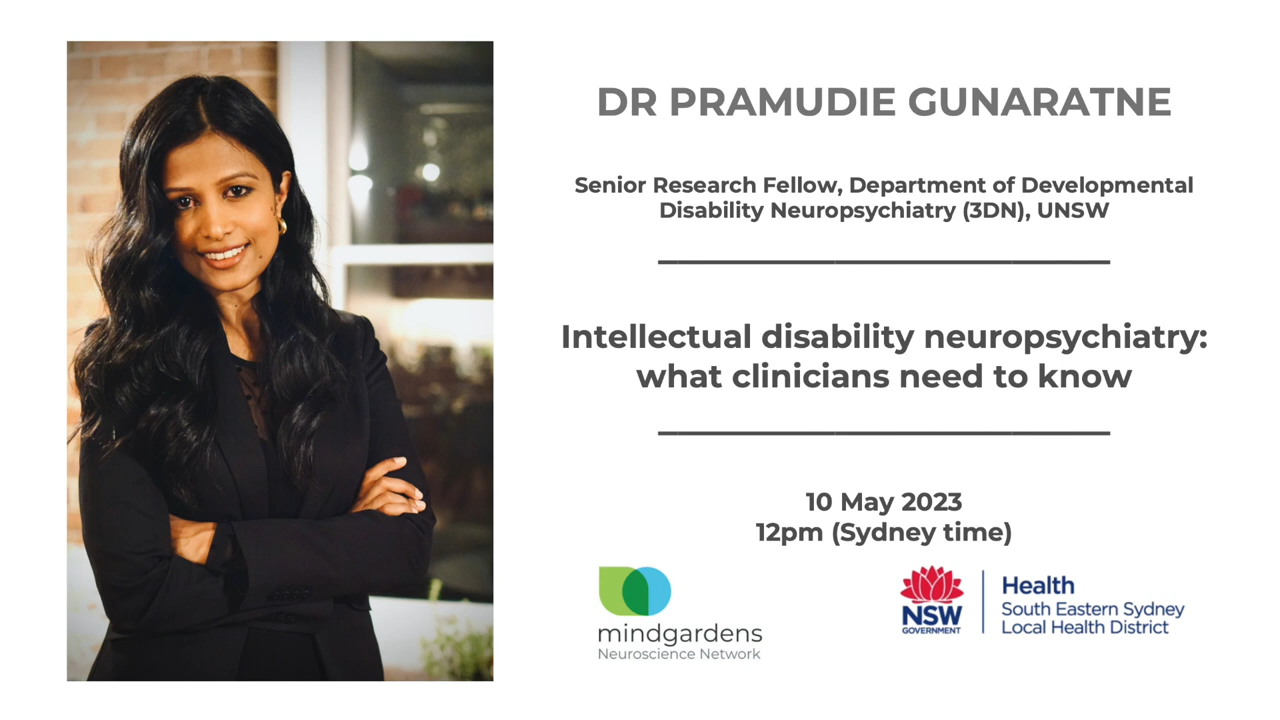 DR PRAMUDIE GUNARATNE
Senior Research Fellow, Department of Developmental
Disability Neuropsychiatry (3DN), UNSW
Intellectual disability neuropsychiatry:
what clinicians need to know
10 May 2023
12pm (Sydney time)
mindgardens
Neuroscience Network
NSW
GOVERNMENT
Health
South Eastern Sydney
Local Health District